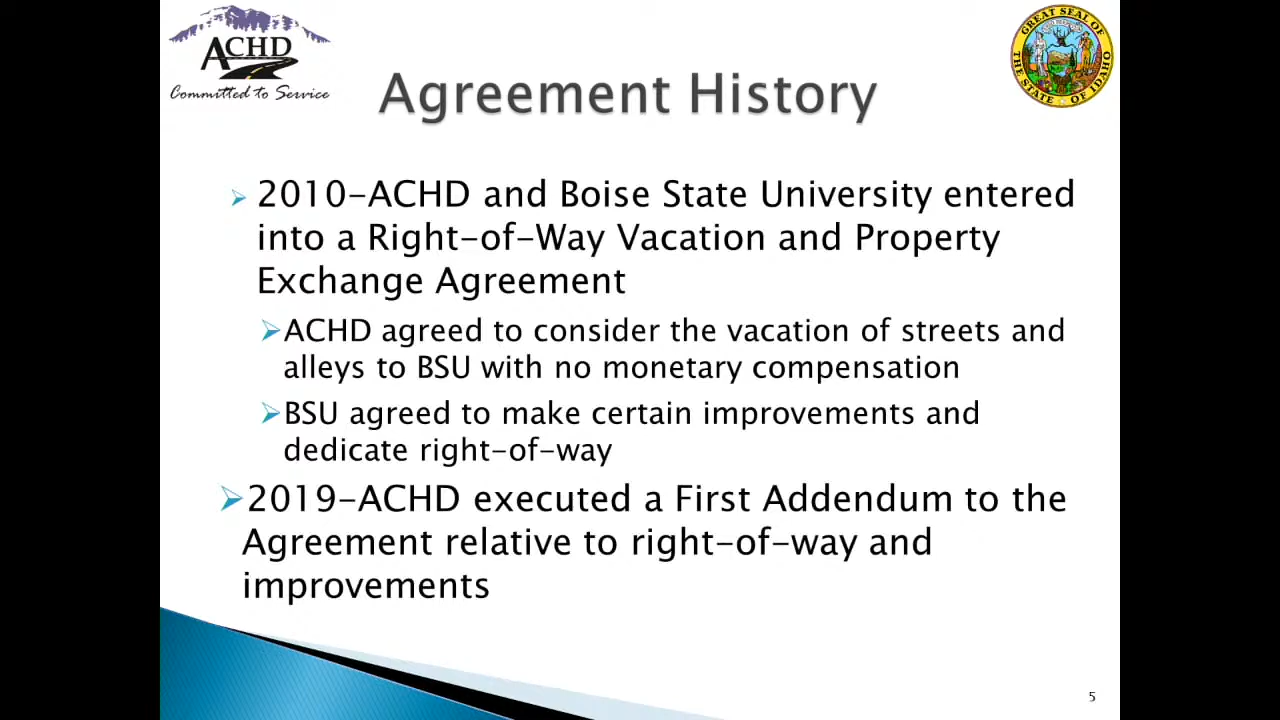 ACHD
Committed to Service
GREAT SEAL OF
THE STATE OF IDAHO
Agreement History
2010-ACHD and Boise State University entered
into a Right-of-Way Vacation and Property
Exchange Agreement
ACHD agreed to consider the vacation of streets and
alleys to BSU with no monetary compensation
BSU agreed to make certain improvements and
dedicate right-of-way
2019-ACHD executed a First Addendum to the
Agreement relative to right-of-way and
improvements
5